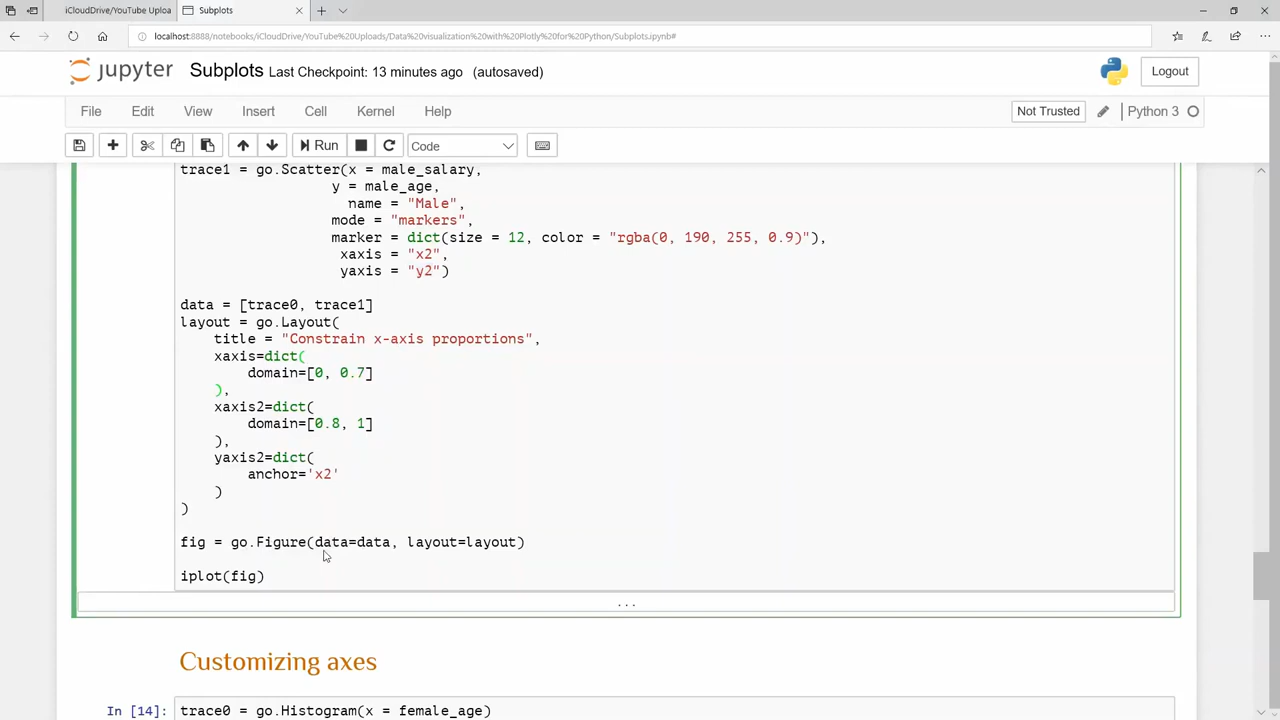 iCloudDrive/YouTube Uploa
Subplots
localhost:8888/notebooks/iCloudDrive/YouTube%20Uploads/Data%20visualization%20with%20Plotly%20for%20Python/Subplots.ipynb#
jupyter Subplots Last Checkpoint: 13 minutes ago (autosaved)
Logout
File Edit View Insert Cell Kernel Help
Not Trusted
Python 3
Run
Code
trace1 = go.Scatter(x = male_salary,
y = male_age,
name = "Male",
mode = "markers",
marker = dict(size = 12, color = "rgba(0, 190, 255, 0.9)"),
xaxis = "x2",
yaxis = "y2")
data = [trace0, trace1]
layout = go.Layout(
title = "Constrain x-axis proportions",
xaxis=dict(
domain=[0, 0.7]
),
xaxis2=dict(
domain=[0.8, 1]
),
yaxis2=dict(
anchor='x2'
)
)
fig = go.Figure(data=data, layout=layout)
iplot(fig)
...
Customizing axes
In [14]: trace0 = go.Histogram(x = female_age)